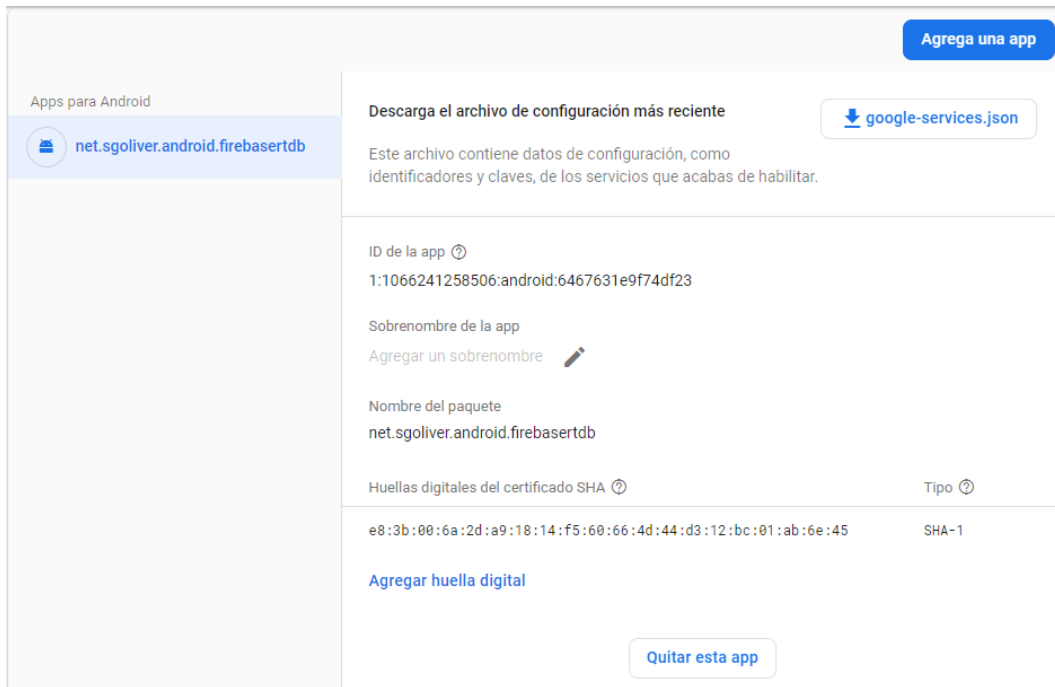 Agrega una app
Apps para Android
net.sgoliver.android.firebasertdb
Descarga el archivo de configuración más reciente
google-services.json
Este archivo contiene datos de configuración, como
identificadores y claves, de los servicios que acabas de habilitar.
ID de la app
1:1066241258506:android:6467631e9f74df23
Sobrenombre de la app
Agregar un sobrenombre
Nombre del paquete
net.sgoliver.android.firebasertdb
Huellas digitales del certificado SHA Tipo
e8:3b:00:6a:2d:a9:18:14:f5:60:66:4d:44:d3:12:bc:01:ab:6e:45 SHA-1
Agregar huella digital
Quitar esta app